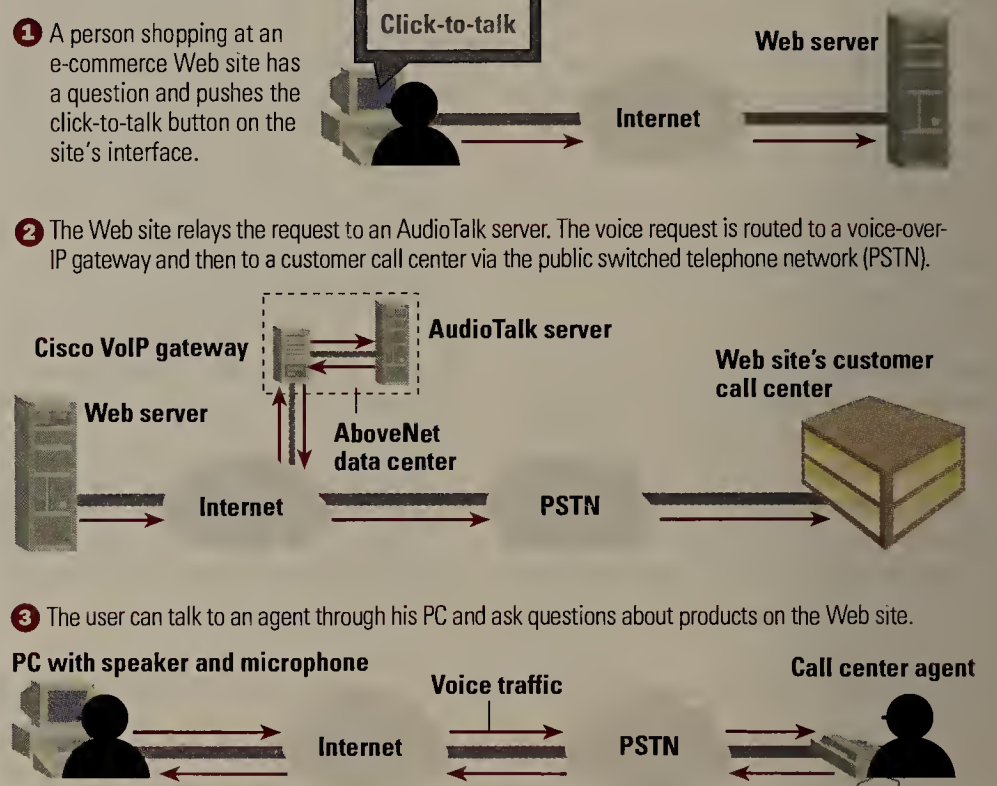 Click-to-talk
1 A person shopping at an
e-commerce Web site has
a question and pushes the
click-to-talk button on the
site's interface.
Web server
Internet
2 The Web site relays the request to an AudioTalk server. The voice request is routed to a voice-over-
IP gateway and then to a customer call center via the public switched telephone network (PSTN).
Cisco VoIP gateway
AudioTalk server
Web site's customer
call center
Web server
AboveNet
data center
Internet
PSTN
3 The user can talk to an agent through his PC and ask questions about products on the Web site.
PC with speaker and microphone
Voice traffic
Call center agent
Internet
PSTN